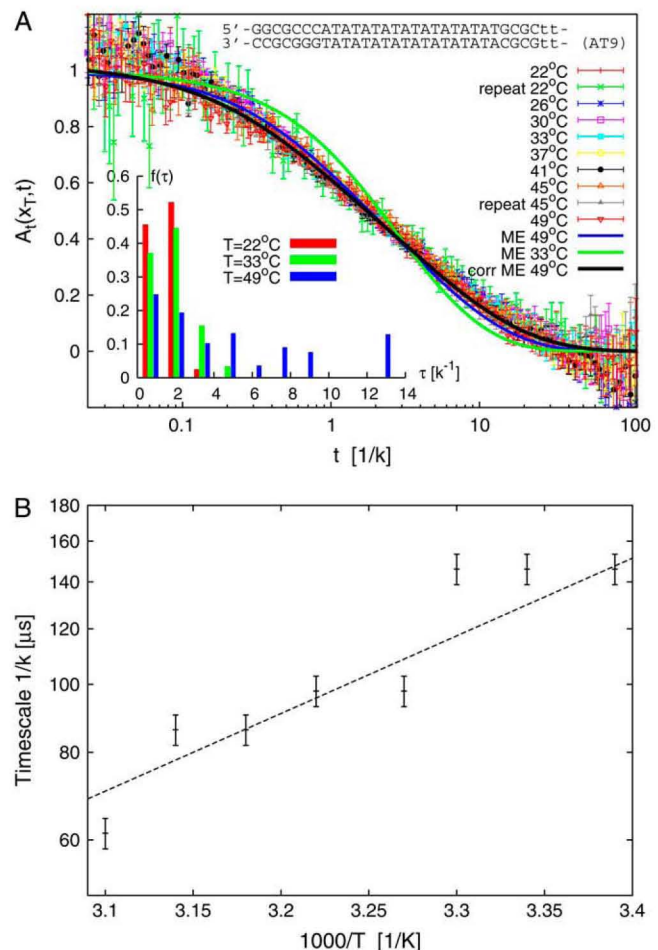 A
5'-GGCGCCCATATATATATATATATATATGCGCtt-
3'-CCGCGGGTATATATATATATATATATACGCGtt- (AT9)
22°C
repeat 22°C
26°C
30°C
33°C
37°C
41°C
45°C
repeat 45°C
49°C
ME 49°C
ME 33°C
corr ME 49°C
A_t(x_T,t)
1
0.8
0.6
0.4
0.2
0
f(τ)
0.6
0.5
0.4
0.3
0.2
0.1
0
T=22°C
T=33°C
T=49°C
0 2 4 6 8 10 12 14
τ [k⁻¹]
0.1 1 10 100
t [1/k]
B
Timescale 1/k [μs]
180
160
140
120
100
80
60
3.1 3.15 3.2 3.25 3.3 3.35 3.4
1000/T [1/K]